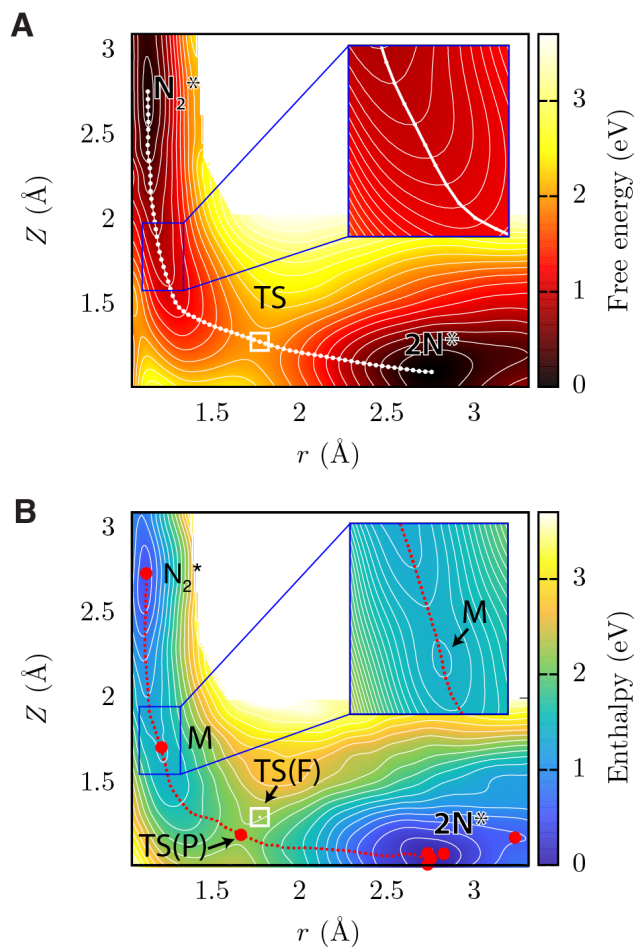 A
3
2.5
2
1.5
Z (Å)
N2*
TS
2N*
1.5
2
2.5
3
r (Å)
3
2
1
0
Free energy (eV)
B
3
2.5
2
1.5
Z (Å)
N2*
M
M
TS(F)
TS(P)
2N*
1.5
2
2.5
3
r (Å)
3
2
1
0
Enthalpy (eV)